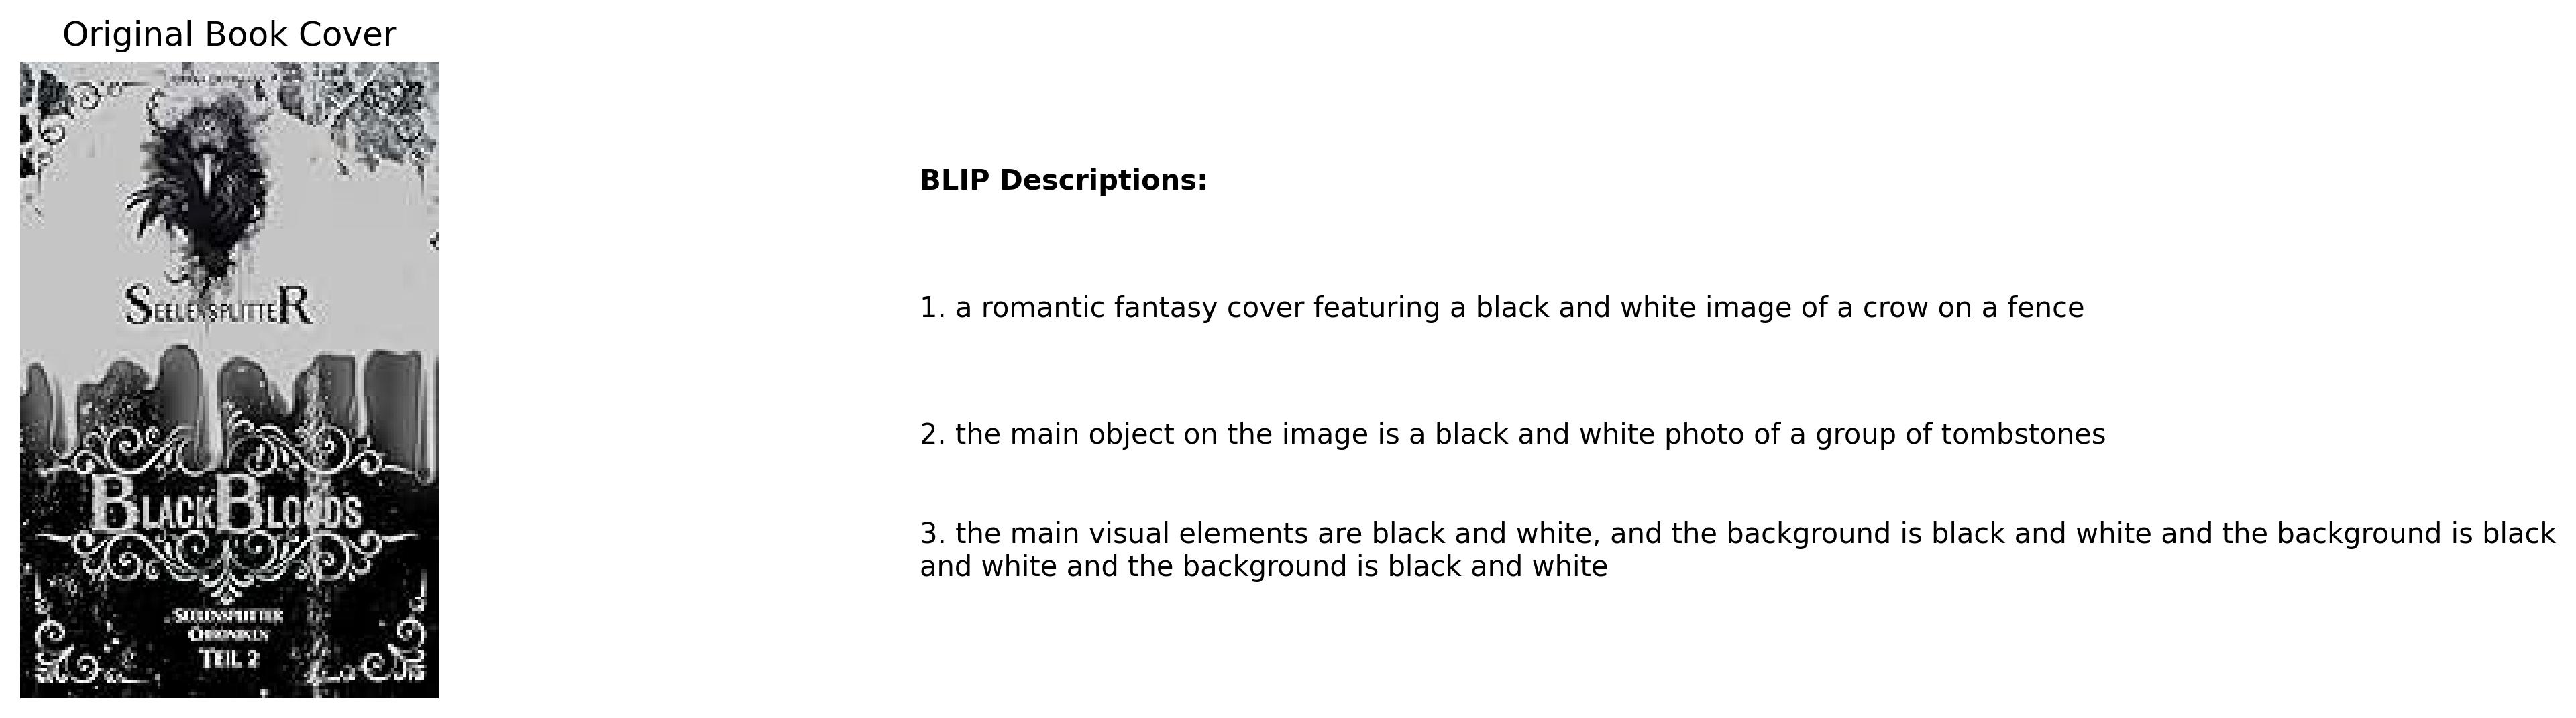 Original Book Cover
SEELENSPLITTER
BLACKBLOODS
SEELENSPLITTER
CHRONIKEN
TEIL 2
BLIP Descriptions:
1. a romantic fantasy cover featuring a black and white image of a crow on a fence
2. the main object on the image is a black and white photo of a group of tombstones
3. the main visual elements are black and white, and the background is black and white and the background is black
and white and the background is black and white